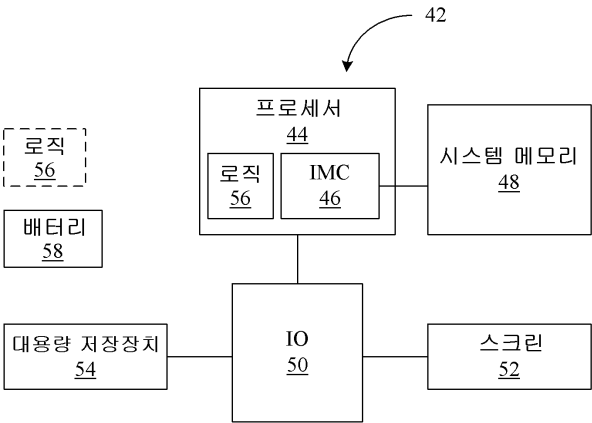 42
프로세서
44
로직
56
IMC
46
시스템 메모리
48
로직
56
배터리
58
IO
50
대용량 저장장치
54
스크린
52